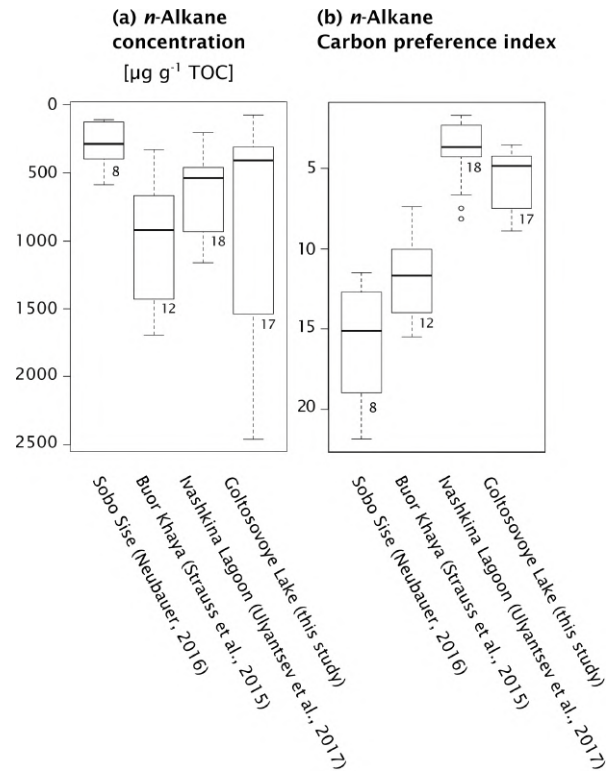 (a) n-Alkane
concentration
[µg g-1 TOC]
(b) n-Alkane
Carbon preference index
0
500
1000
1500
2000
2500
8
12
18
17
5
10
15
20
8
12
18
17
Sobo Sise (Neubauer, 2016)
Buor Khaya (Strauss et al., 2015)
Ivashkina Lagoon (Ulyantsev et al., 2017)
Goltosovoye Lake (this study)
Sobo Sise (Neubauer, 2016)
Buor Khaya (Strauss et al., 2015)
Ivashkina Lagoon (Ulyantsev et al., 2017)
Goltosovoye Lake (this study)